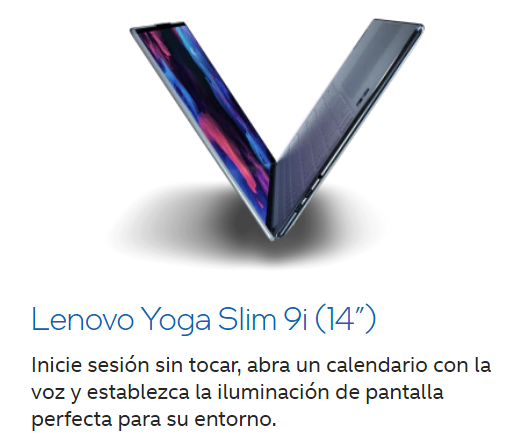 Lenovo Yoga Slim 9i (14”)
Inicie sesión sin tocar, abra un calendario con la
voz y establezca la iluminación de pantalla
perfecta para su entorno.